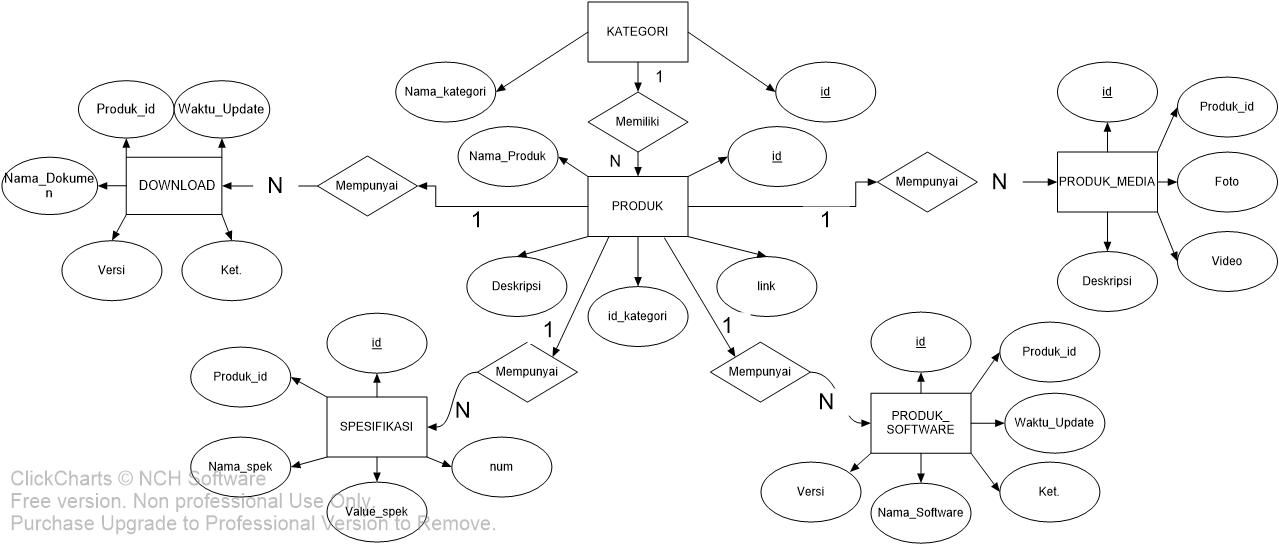 KATEGORI
1
Nama_kategori
id
Memiliki
N
Nama_Produk
id
PRODUK
Deskripsi
id_kategori
link
Produk_id
Waktu_Update
Nama_Dokume
n
DOWNLOAD
Versi
Ket.
N
Mempunyai
1
1
Mempunyai
N
id
Produk_id
PRODUK_MEDIA
Foto
Deskripsi
Video
1
Mempunyai
N
id
Produk_id
SPESIFIKASI
Nama_spek
num
Value_spek
1
Mempunyai
N
id
Produk_id
PRODUK_
SOFTWARE
Waktu_Update
Versi
Nama_Software
Ket.
ClickCharts © NCH Software
Free version. Non professional Use Only.
Purchase Upgrade to Professional Version to Remove.